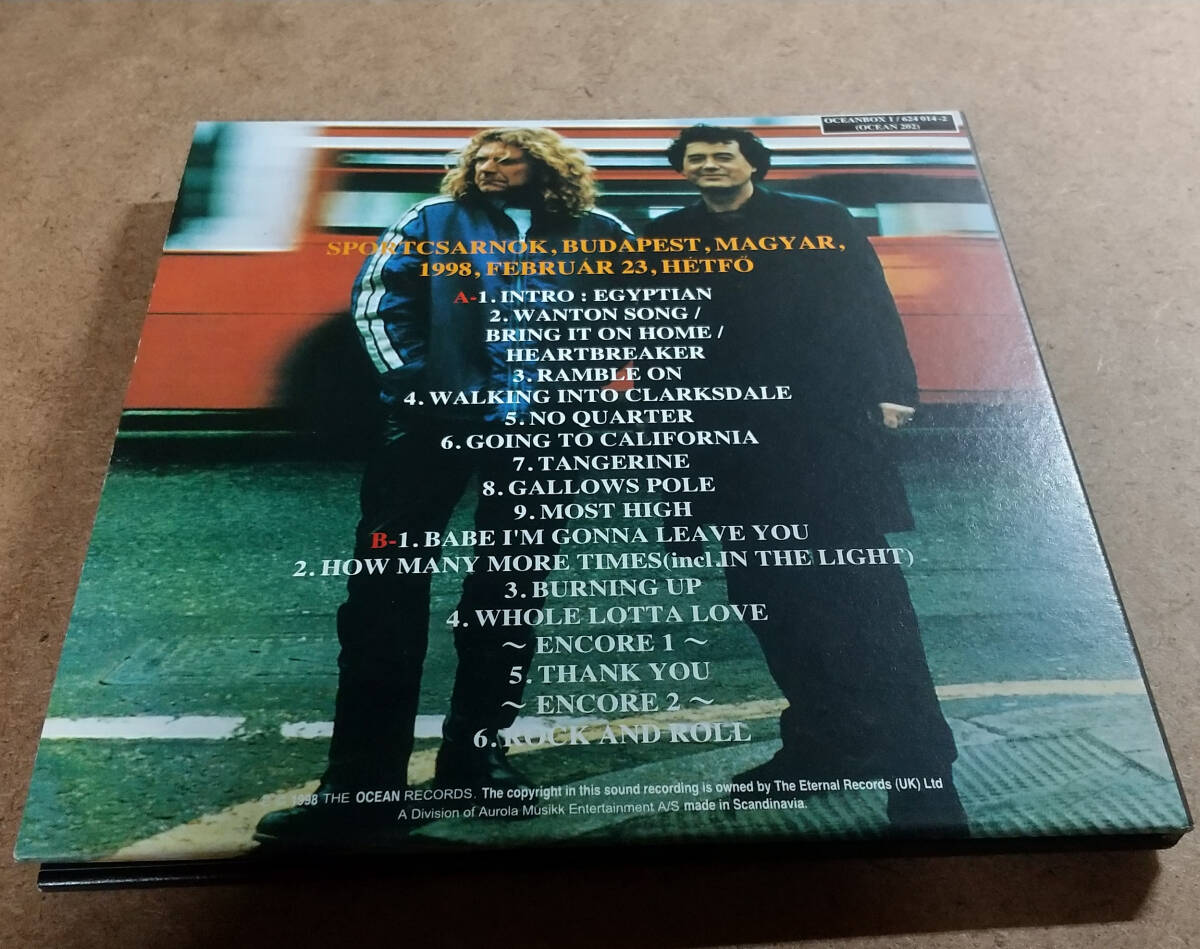 OCEANBOX 1 / 624 014-2
(OCEAN 202)
SPORTCSARNOK, BUDAPEST, MAGYAR,
1998, FEBRUÁR 23, HÉTFŐ
A-1. INTRO : EGYPTIAN
2. WANTON SONG /
BRING IT ON HOME /
HEARTBREAKER
3. RAMBLE ON
4. WALKING INTO CLARKSDALE
5. NO QUARTER
6. GOING TO CALIFORNIA
7. TANGERINE
8. GALLOWS POLE
9. MOST HIGH
B-1. BABE I'M GONNA LEAVE YOU
2. HOW MANY MORE TIMES(incl.IN THE LIGHT)
3. BURNING UP
4. WHOLE LOTTA LOVE
～ ENCORE 1 ～
5. THANK YOU
～ ENCORE 2 ～
6. ROCK AND ROLL
℗ © 1998 THE OCEAN RECORDS. The copyright in this sound recording is owned by The Eternal Records (UK) Ltd
A Division of Aurola Musikk Entertainment A/S made in Scandinavia.